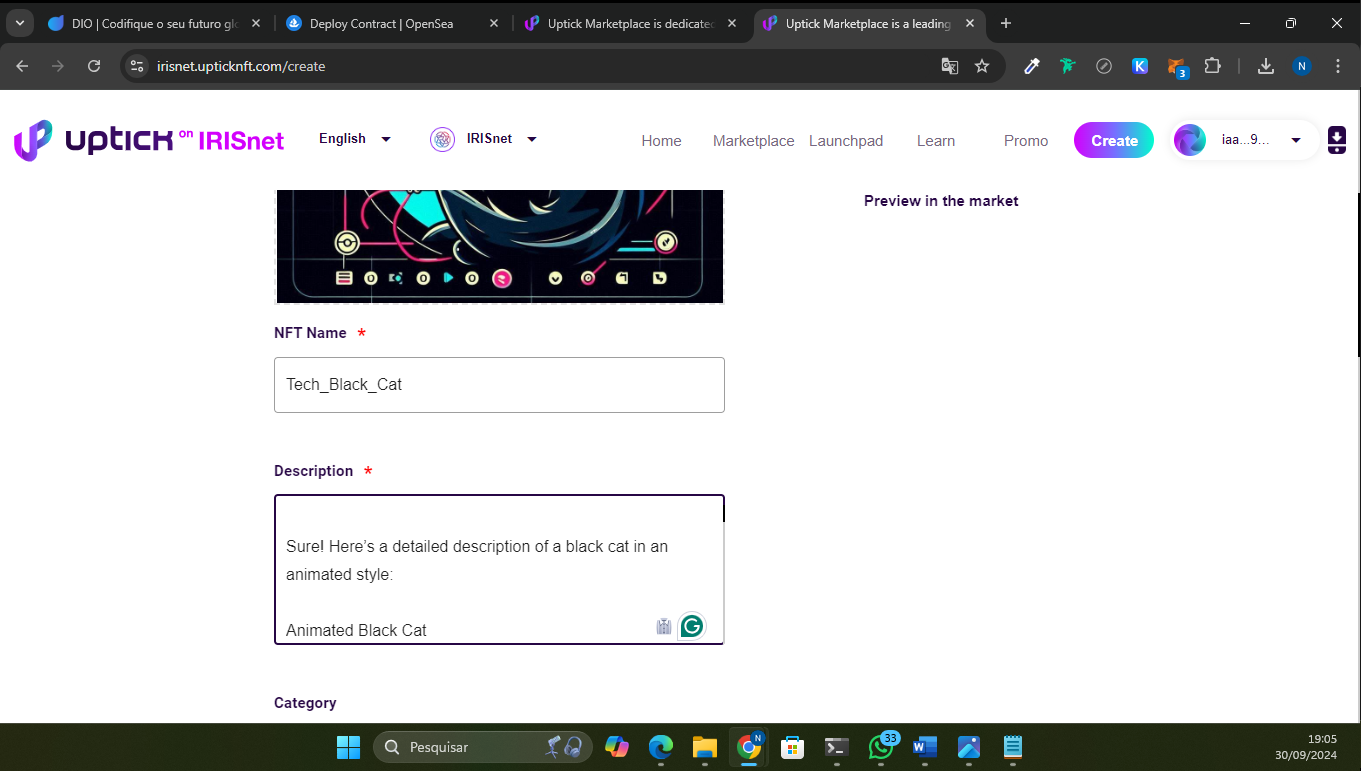 DIO | Codifique o seu futuro glo
Deploy Contract | OpenSea
Uptick Marketplace is dedicated
Uptick Marketplace is a leading
irisnet.upticknft.com/create
K
3
N
uptick on IRISnet
English
IRISnet
Home
Marketplace
Launchpad
Learn
Promo
Create
iaa...9...
Preview in the market
NFT Name *
Tech_Black_Cat
Description *
Sure! Here’s a detailed description of a black cat in an
animated style:
Animated Black Cat
G
Category
Pesquisar
N
33
W
19:05
30/09/2024